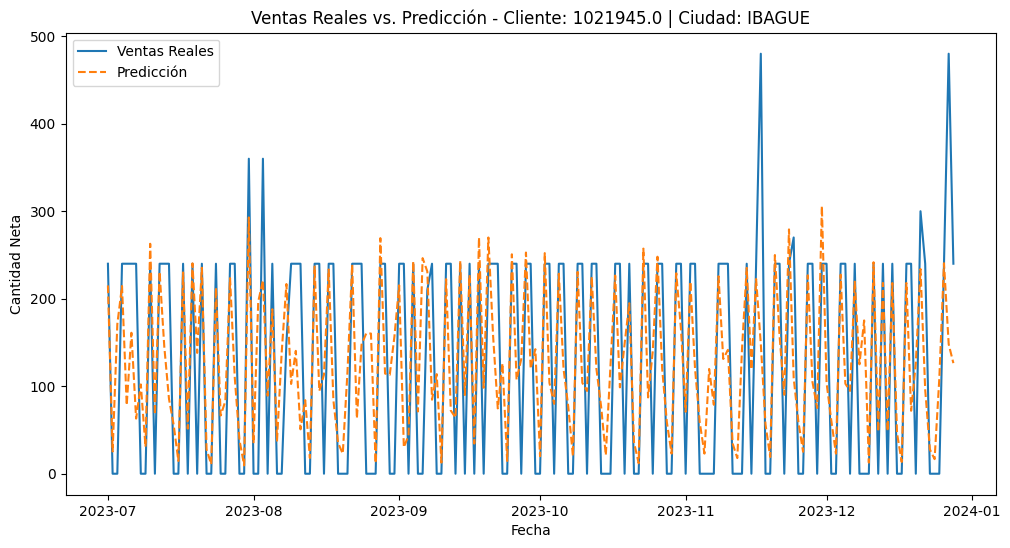 Ventas Reales vs. Predicción - Cliente: 1021945.0 | Ciudad: IBAGUE
Ventas Reales
Predicción
Cantidad Neta
500
400
300
200
100
0
2023-07
2023-08
2023-09
2023-10
2023-11
2023-12
2024-01
Fecha